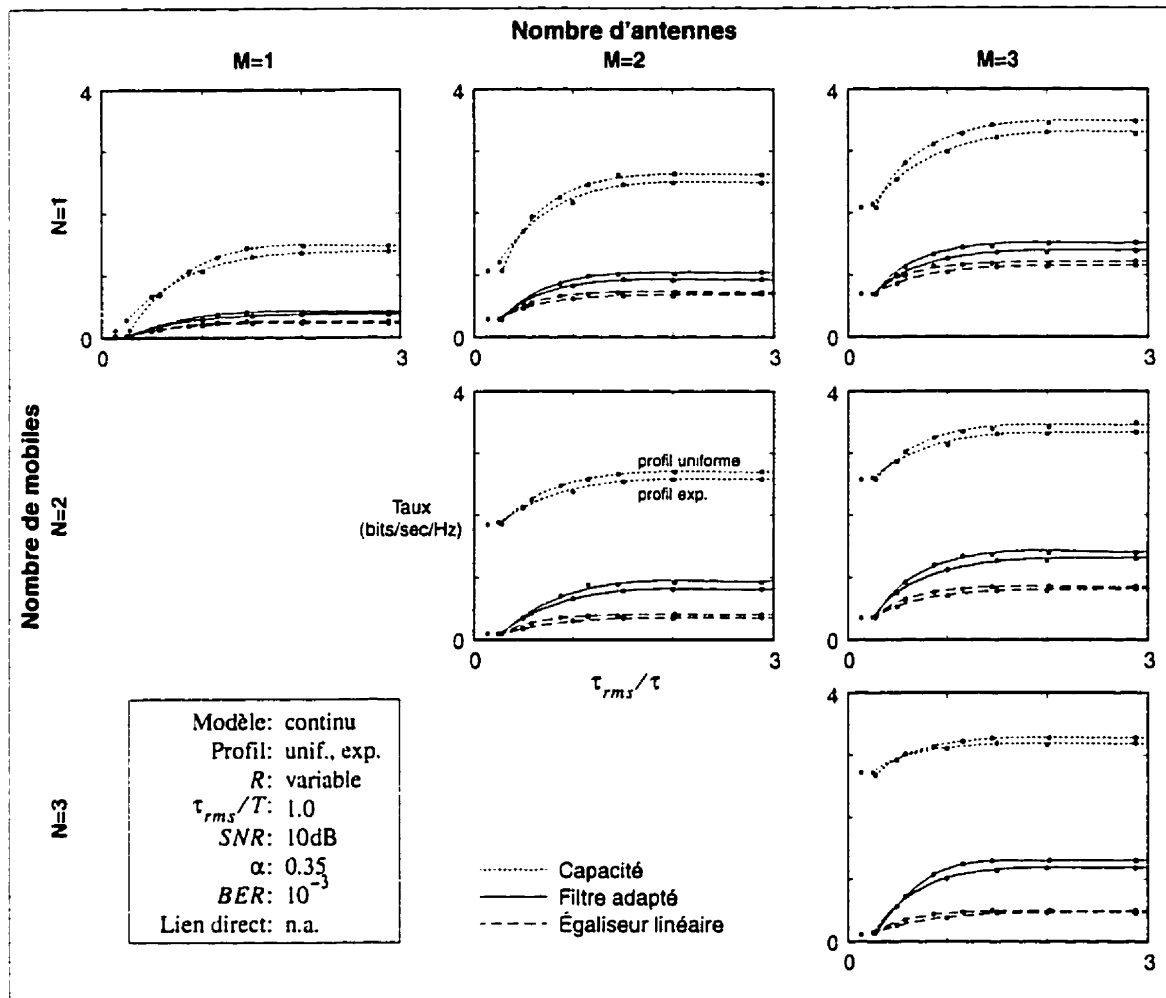 Nombre d'antennes
M=1
M=2
M=3
Nombre de mobiles
N=1
4
0
0
3
4
0
0
3
4
0
0
3
N=2
4
Taux
(bits/sec/Hz)
profil uniforme
profil exp.
0
0
3
τrms/τ
4
0
0
3
N=3
Modèle: continu
Profil: unif., exp.
R: variable
τrms/T: 1.0
SNR: 10dB
α: 0.35
BER: 10⁻³
Lien direct: n.a.
Capacité
Filtre adapté
Égaliseur linéaire
4
0
0
3